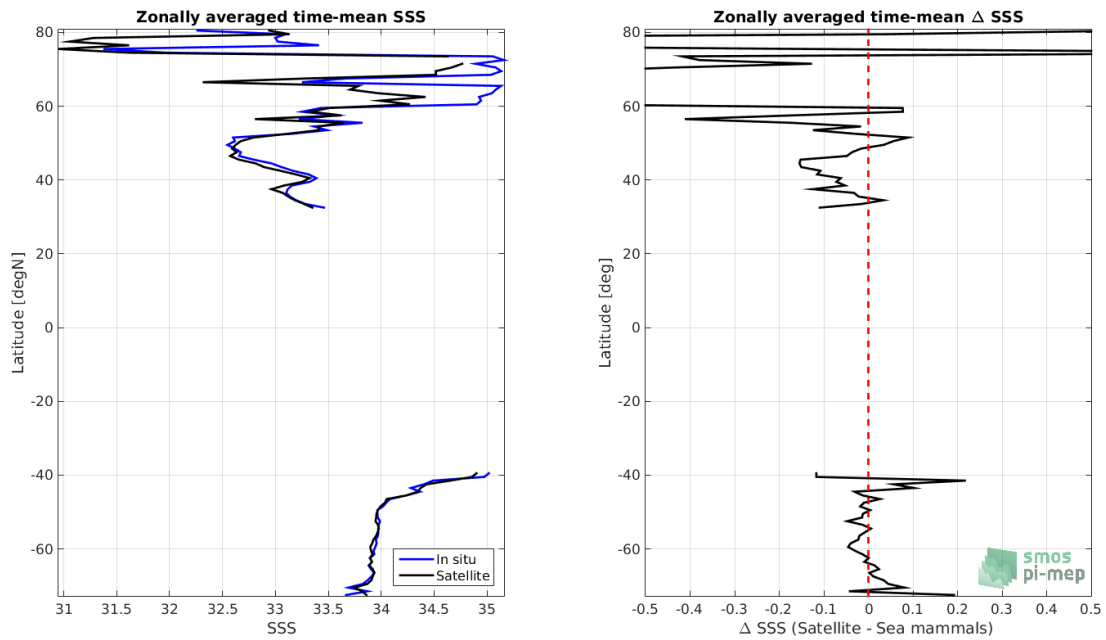 Zonally averaged time-mean SSS
80
60
40
20
0
-20
-40
-60
Latitude [degN]
In situ
Satellite
31 31.5 32 32.5 33 33.5 34 34.5 35
SSS
Zonally averaged time-mean Δ SSS
80
60
40
20
0
-20
-40
-60
Latitude [deg]
smos
pi-mep
-0.5 -0.4 -0.3 -0.2 -0.1 0 0.1 0.2 0.3 0.4 0.5
Δ SSS (Satellite - Sea mammals)